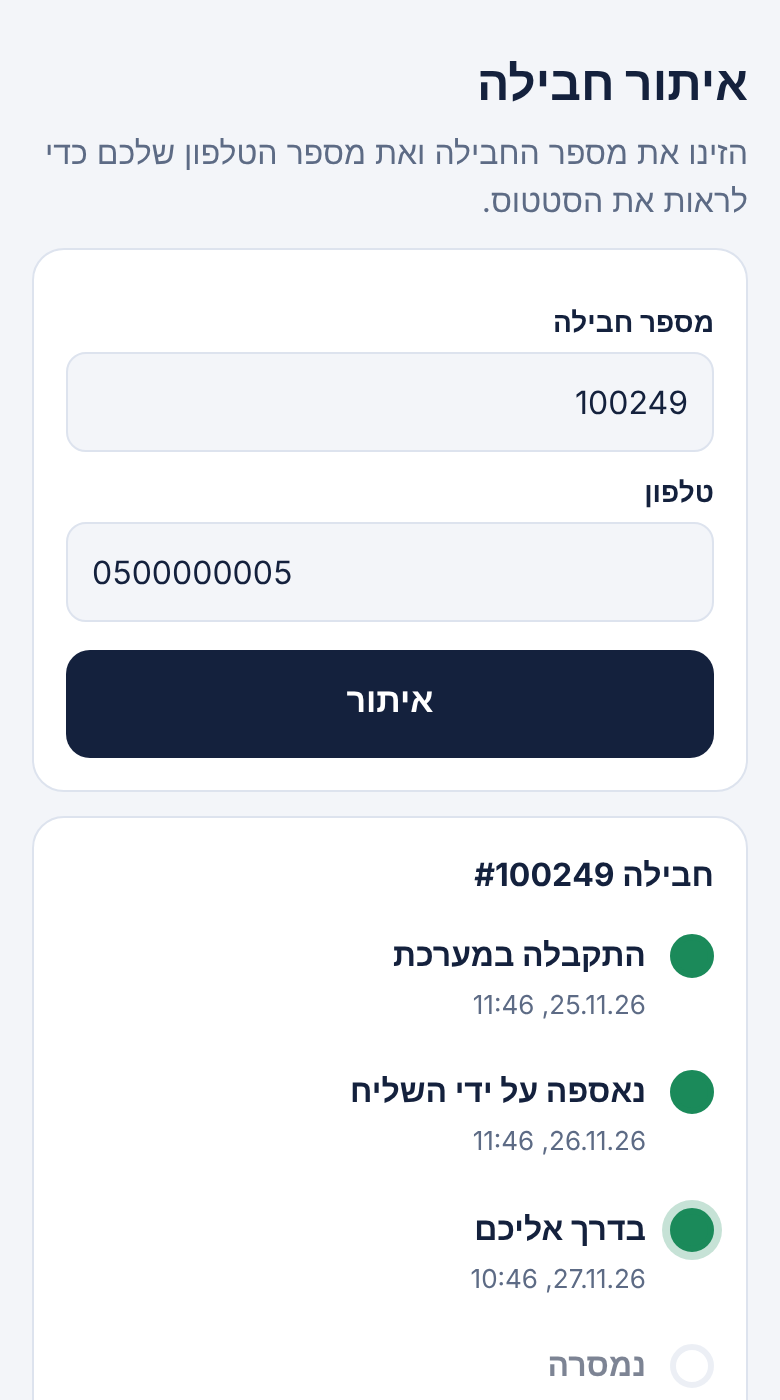 איתור חבילה
הזינו את מספר החבילה ואת מספר הטלפון שלכם כדי
לראות את הסטטוס.
מספר חבילה
100249
טלפון
0500000005
איתור
חבילה #100249
התקבלה במערכת
25.11.26, 11:46
נאספה על ידי השליח
26.11.26, 11:46
בדרך אליכם
27.11.26, 10:46
נמסרה